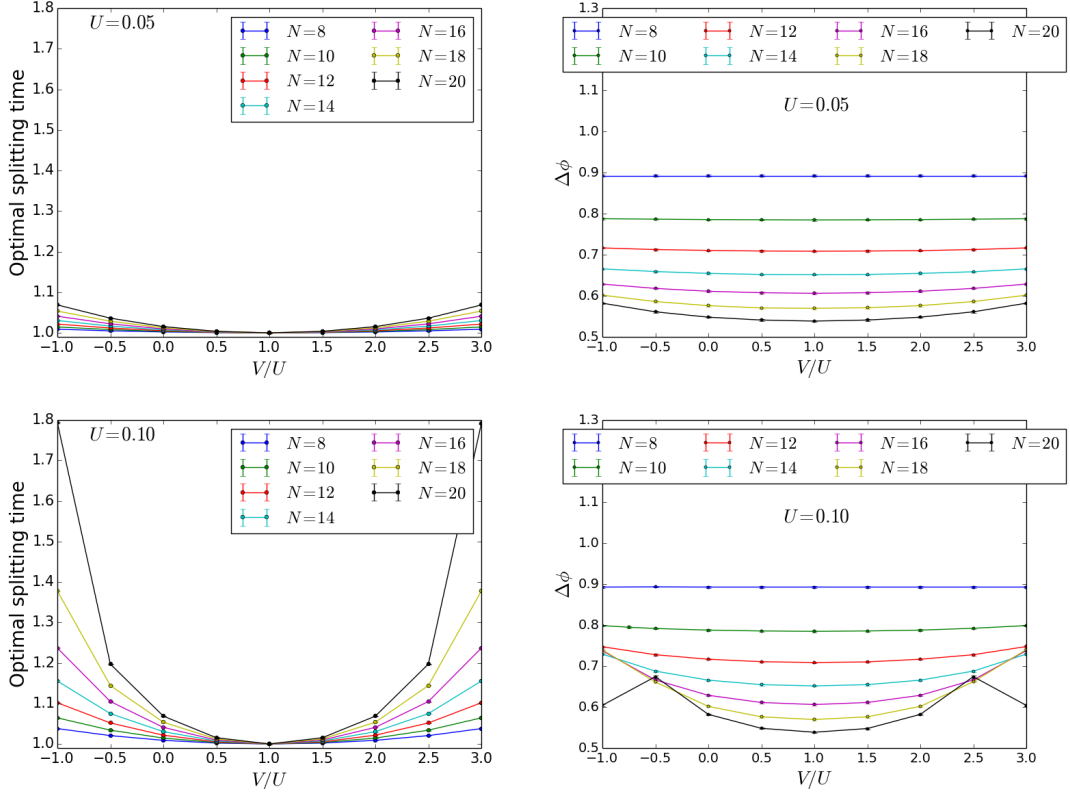 1.8
1.7
1.6
1.5
1.4
1.3
1.2
1.1
1.0
Optimal splitting time
U=0.05
N=8
N=10
N=12
N=14
N=16
N=18
N=20
−1.0 −0.5 0.0 0.5 1.0 1.5 2.0 2.5 3.0
V/U
1.3
1.1
1.0
0.9
0.8
0.7
0.6
0.5
Δϕ
N=8
N=10
N=12
N=14
N=16
N=18
N=20
U=0.05
−1.0 −0.5 0.0 0.5 1.0 1.5 2.0 2.5 3.0
V/U
1.8
1.7
1.6
1.5
1.4
1.3
1.2
1.1
1.0
Optimal splitting time
U=0.10
N=8
N=10
N=12
N=14
N=16
N=18
N=20
−1.0 −0.5 0.0 0.5 1.0 1.5 2.0 2.5 3.0
V/U
1.3
1.1
1.0
0.9
0.8
0.7
0.6
0.5
Δϕ
N=8
N=10
N=12
N=14
N=16
N=18
N=20
U=0.10
−1.0 −0.5 0.0 0.5 1.0 1.5 2.0 2.5 3.0
V/U